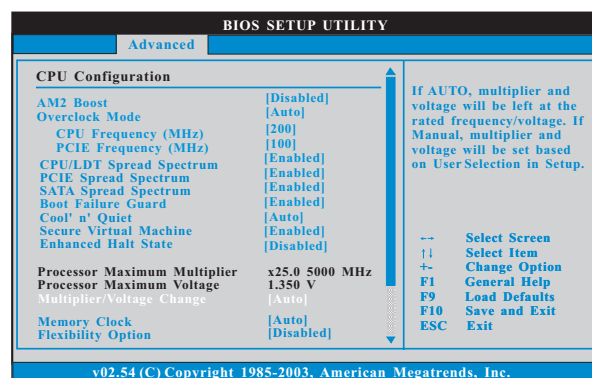 BIOS SETUP UTILITY
Advanced
CPU Configuration
AM2 Boost [Disabled]
Overclock Mode [Auto]
CPU Frequency (MHz) [200]
PCIE Frequency (MHz) [100]
CPU/LDT Spread Spectrum [Enabled]
PCIE Spread Spectrum [Enabled]
SATA Spread Spectrum [Enabled]
Boot Failure Guard [Enabled]
Cool' n' Quiet [Auto]
Secure Virtual Machine [Enabled]
Enhanced Halt State [Disabled]
Processor Maximum Multiplier x25.0 5000 MHz
Processor Maximum Voltage 1.350 V
Multiplier/Voltage Change [Auto]
Memory Clock [Auto]
Flexibility Option [Disabled]
If AUTO, multiplier and
voltage will be left at the
rated frequency/voltage. If
Manual, multiplier and
voltage will be set based
on User Selection in Setup.
←→ Select Screen
↑↓ Select Item
+- Change Option
F1 General Help
F9 Load Defaults
F10 Save and Exit
ESC Exit
v02.54 (C) Copyright 1985-2003, American Megatrends, Inc.